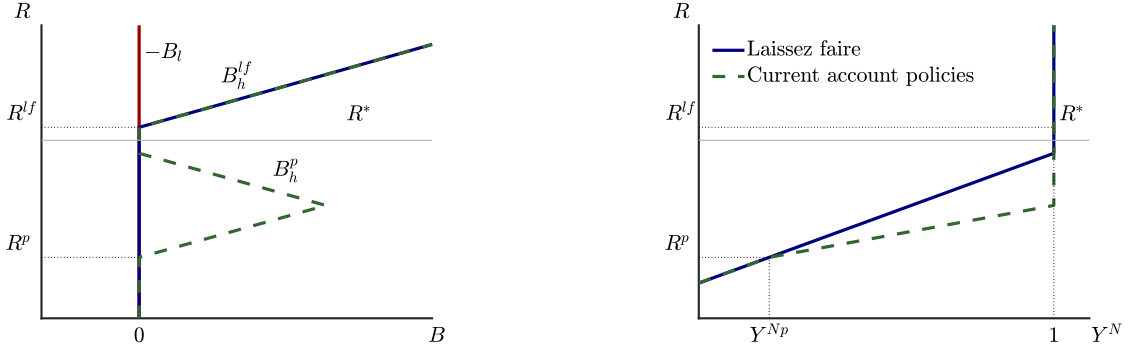 R
−B_l
B_h^{lf}
R^{lf}
R*
B_h^p
R^p
0
B
R
Laissez faire
Current account policies
R^{lf}
R*
R^p
Y^{Np}
1
Y^N